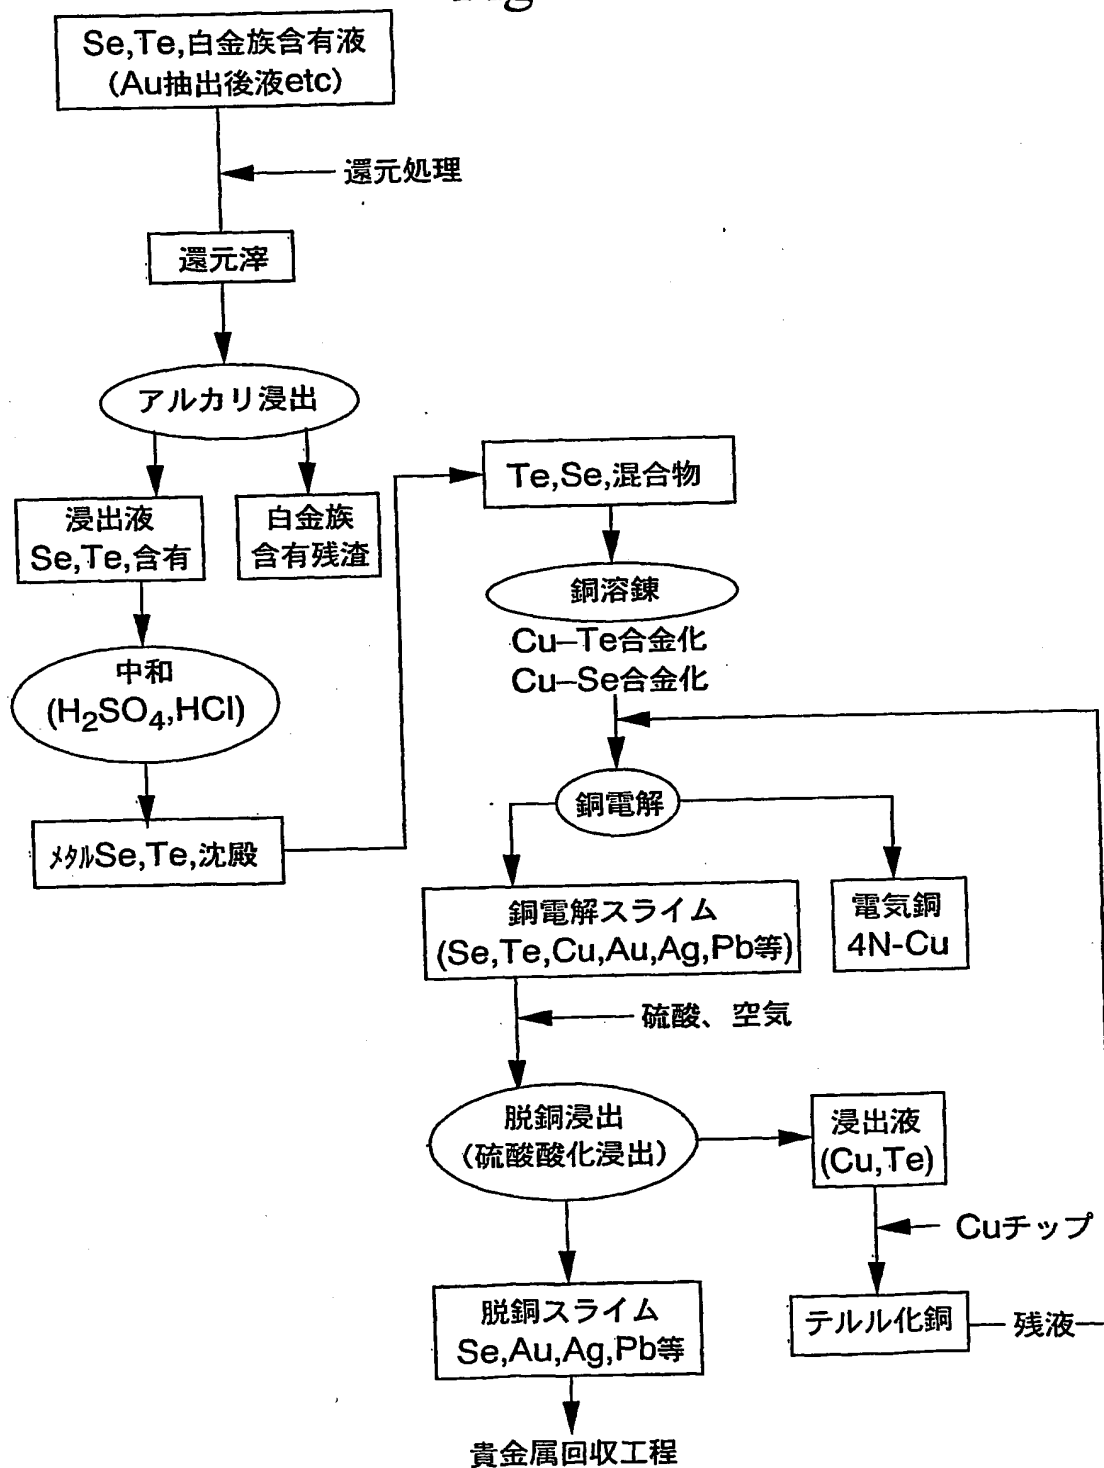 Se,Te,白金族含有液
(Au抽出後液etc)
還元処理
還元滓
アルカリ浸出
浸出液
Se,Te,含有
白金族
含有残渣
中和
(H₂SO₄,HCl)
メタルSe,Te,沈殿
Te,Se,混合物
銅溶錬
Cu–Te合金化
Cu–Se合金化
銅電解
銅電解スライム
(Se,Te,Cu,Au,Ag,Pb等)
電気銅
4N-Cu
硫酸、空気
脱銅浸出
(硫酸酸化浸出)
浸出液
(Cu,Te)
Cuチップ
脱銅スライム
Se,Au,Ag,Pb等
テルル化銅
残液
貴金属回収工程